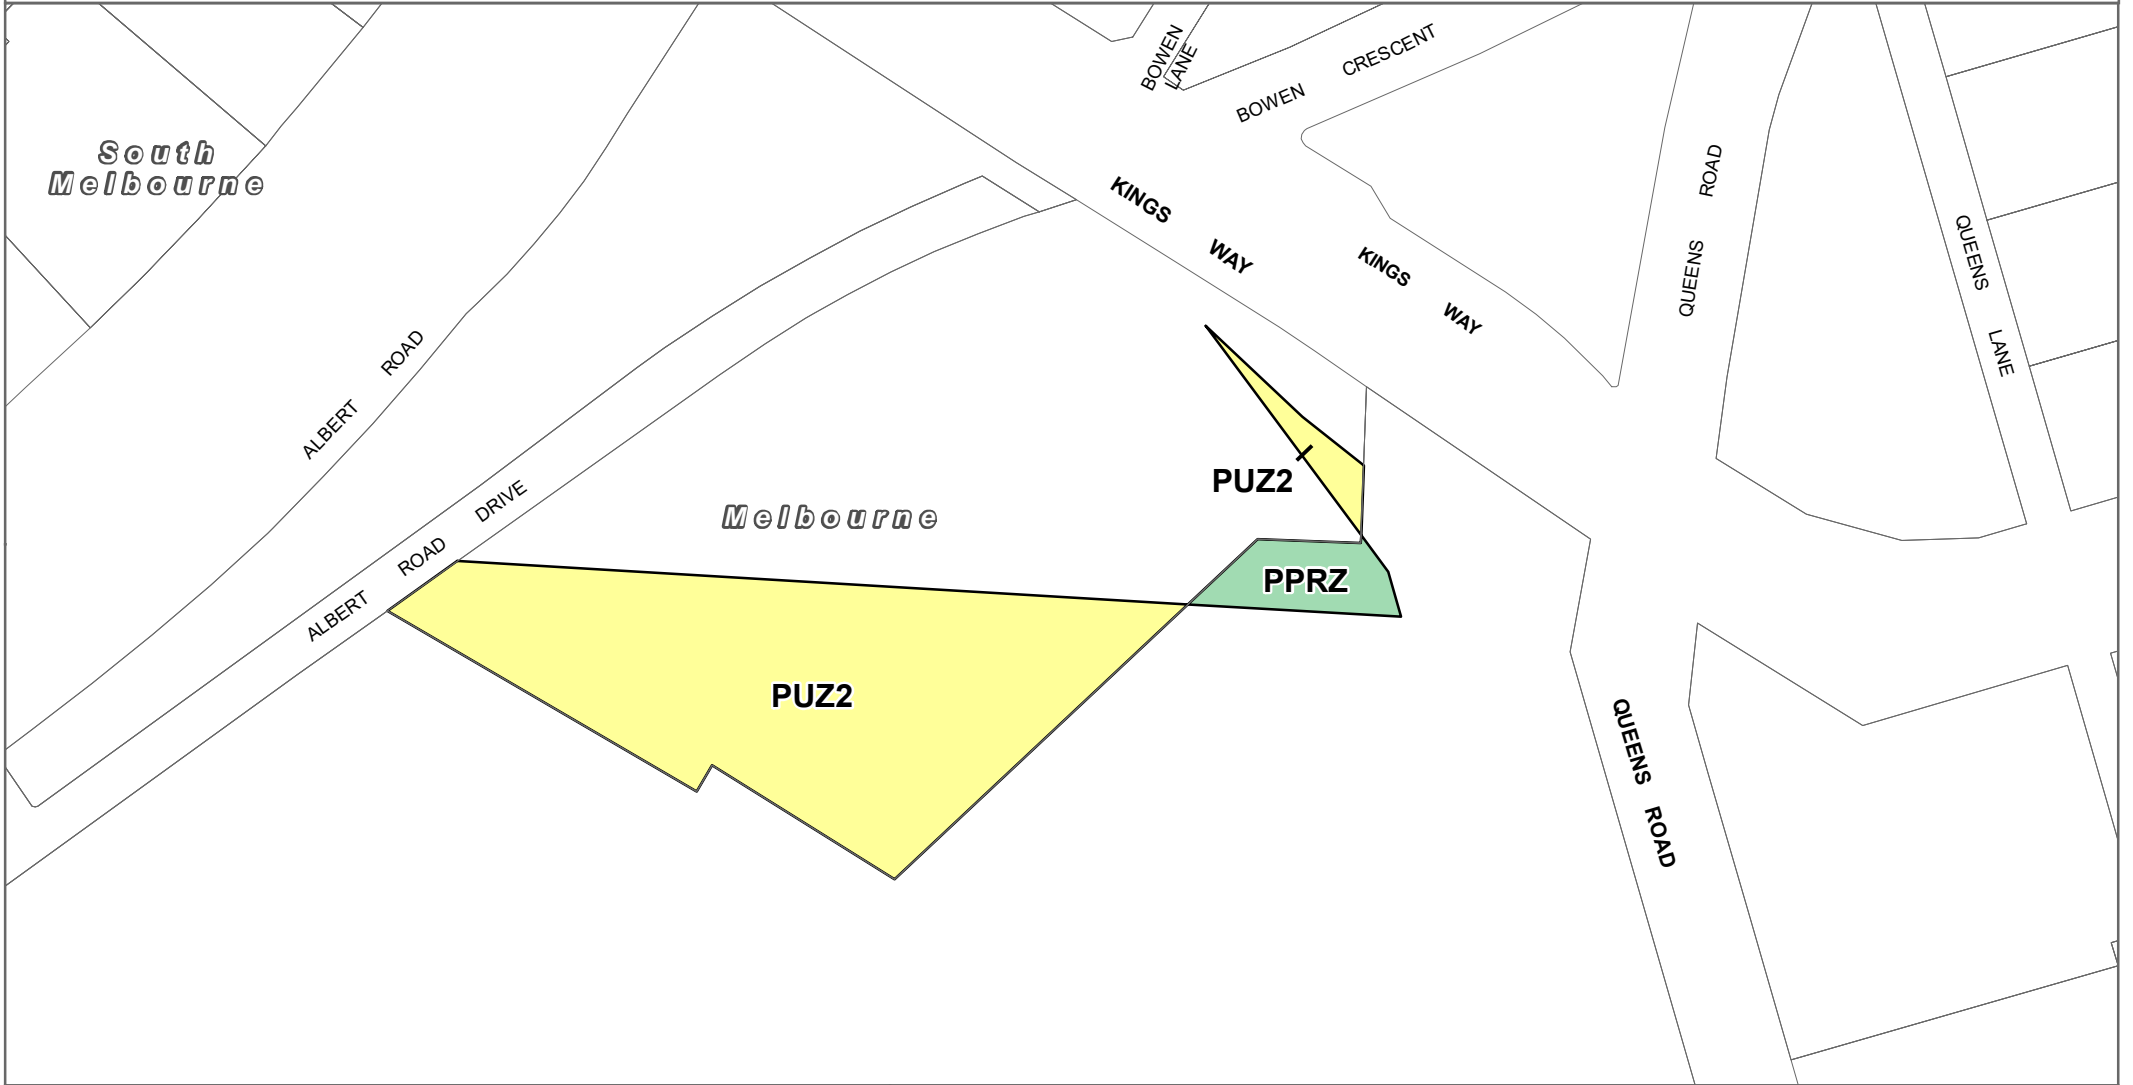 BOWEN
LANE
BOWEN CRESCENT
South
Melbourne
KINGS WAY
KINGS WAY
QUEENS ROAD
QUEENS LANE
ALBERT ROAD
PUZ2
Melbourne
ALBERT ROAD DRIVE
PPRZ
PUZ2
QUEENS ROAD